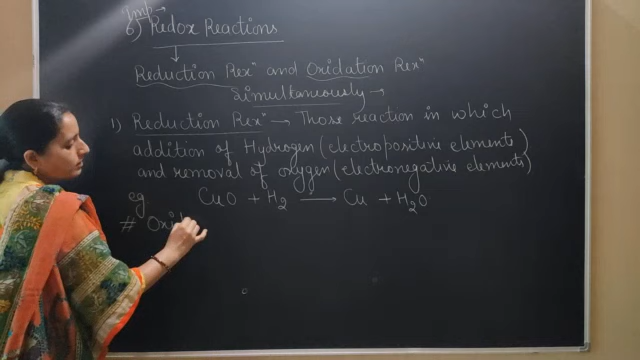 Imp →
6) Redox Reactions
Reduction Rexⁿ and Oxidation Rexⁿ
Simultaneously →
1) Reduction Rexⁿ → Those reaction in which
addition of Hydrogen (electropositive elements)
and removal of oxygen (electronegative elements)
eg CuO + H₂ → Cu + H₂O
# Oxid